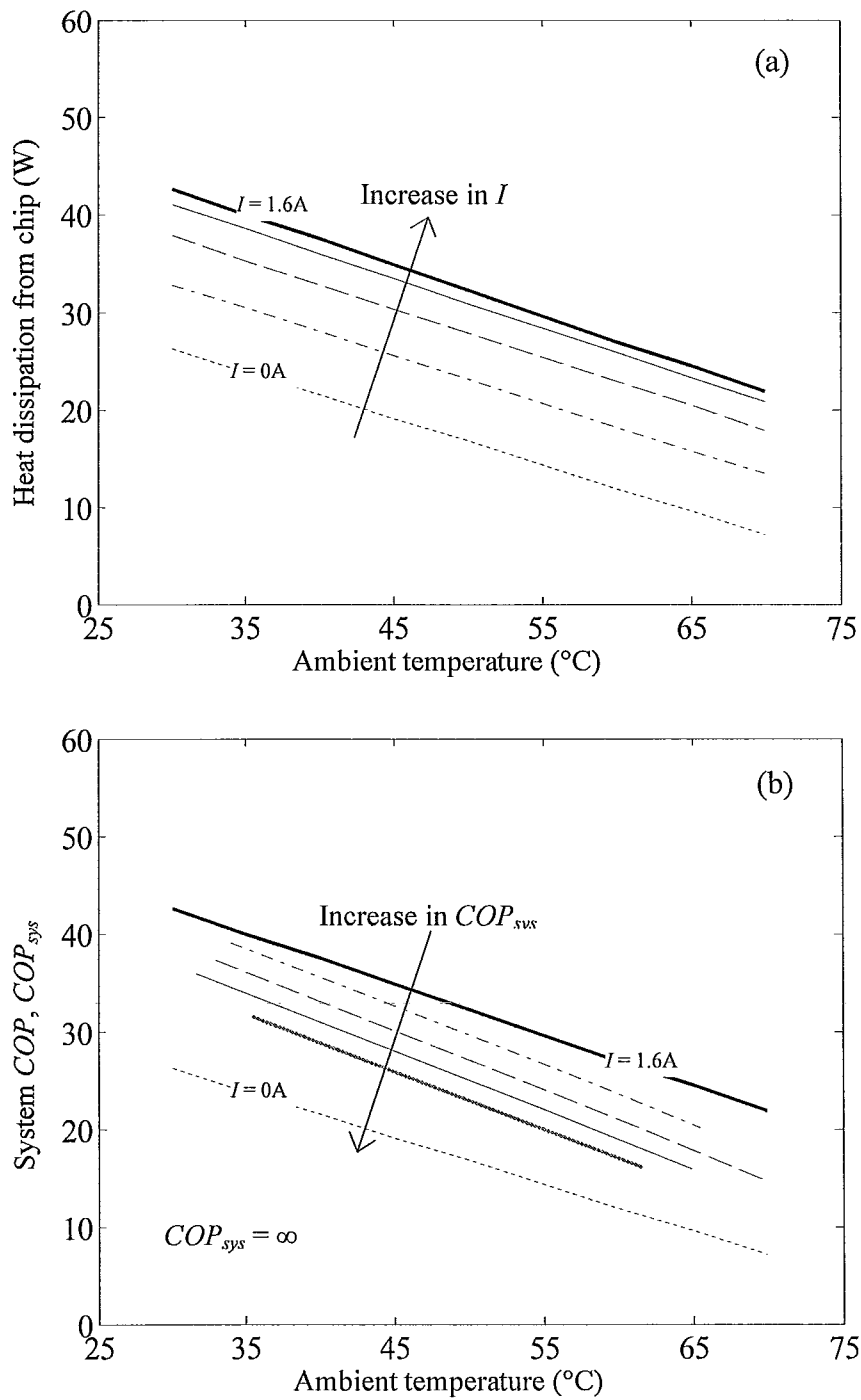 60
(a)
50
I = 1.6A
Increase in I
40
30
I = 0A
20
10
0
25 35 45 55 65 75
Heat dissipation from chip (W)
Ambient temperature (°C)
60
(b)
50
Increase in COPsvs
40
30
I = 1.6A
I = 0A
20
10
COPsys = ∞
0
25 35 45 55 65 75
System COP, COPsys
Ambient temperature (°C)